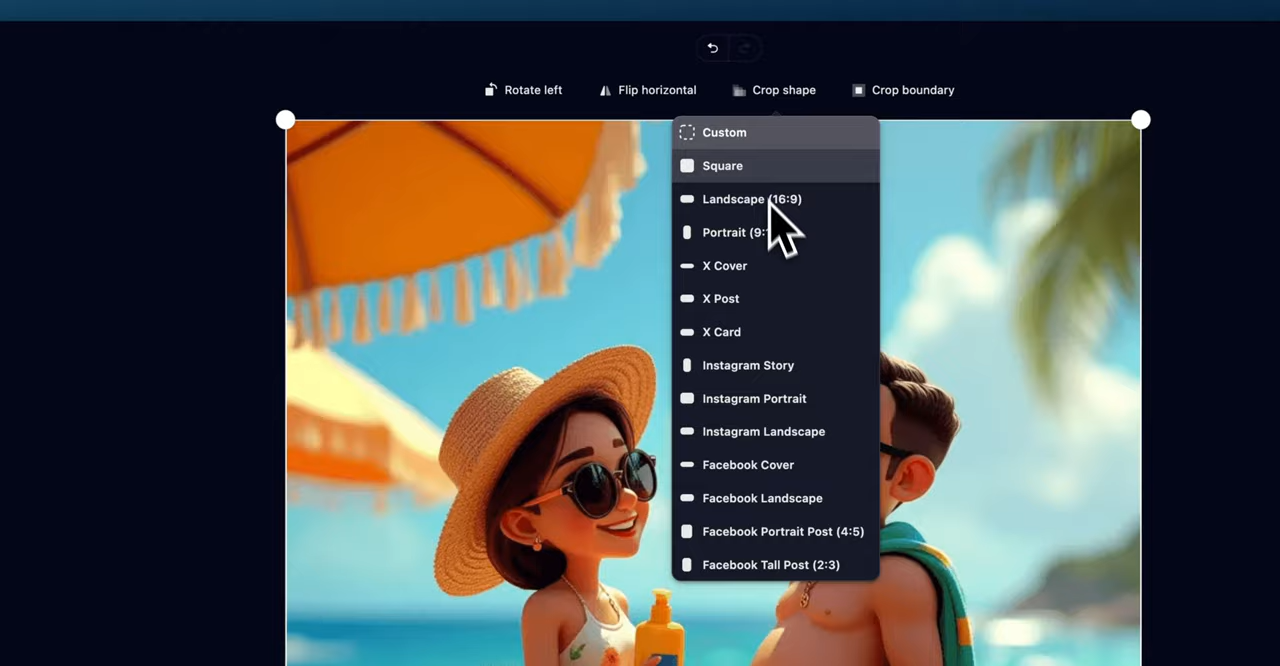 Rotate left Flip horizontal Crop shape Crop boundary
Custom
Square
Landscape (16:9)
Portrait (9:
X Cover
X Post
X Card
Instagram Story
Instagram Portrait
Instagram Landscape
Facebook Cover
Facebook Landscape
Facebook Portrait Post (4:5)
Facebook Tall Post (2:3)